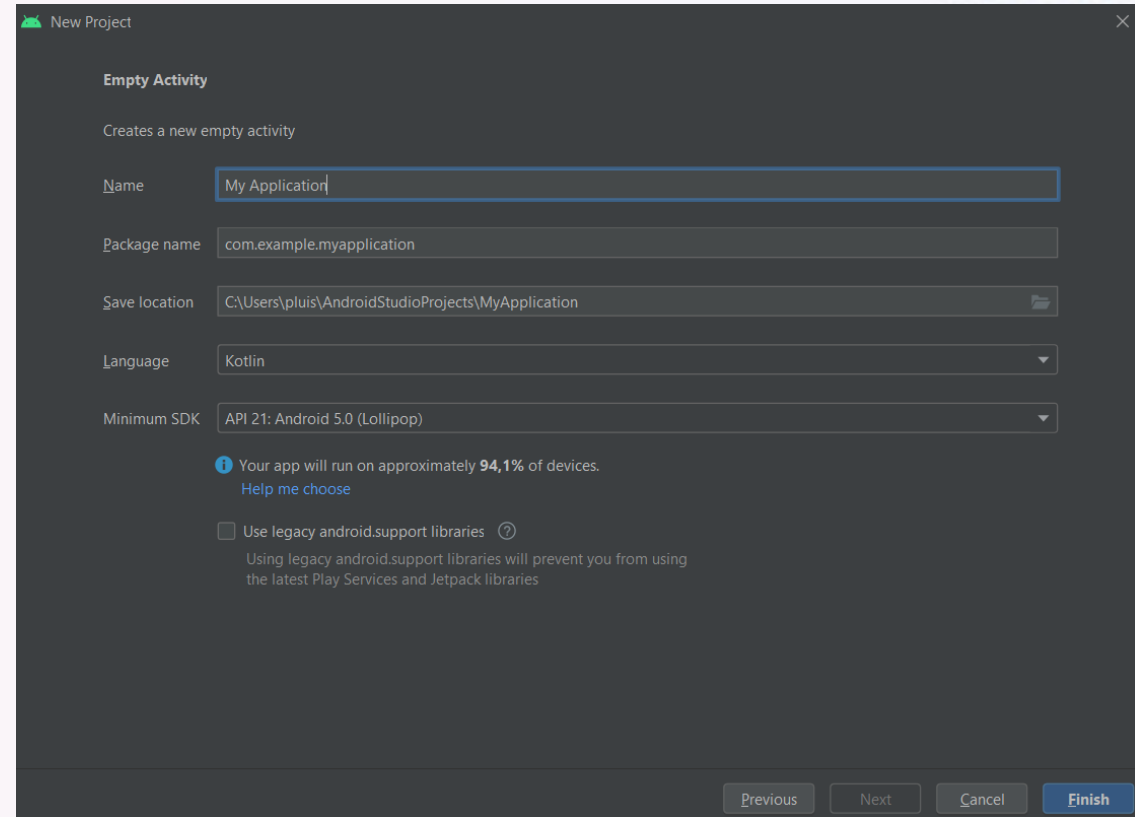 New Project
Empty Activity
Creates a new empty activity
Name
My Application
Package name
com.example.myapplication
Save location
C:\Users\pluis\AndroidStudioProjects\MyApplication
Language
Kotlin
Minimum SDK
API 21: Android 5.0 (Lollipop)
Your app will run on approximately 94,1% of devices.
Help me choose
Use legacy android.support libraries
Using legacy android.support libraries will prevent you from using
the latest Play Services and Jetpack libraries
Previous
Next
Cancel
Finish